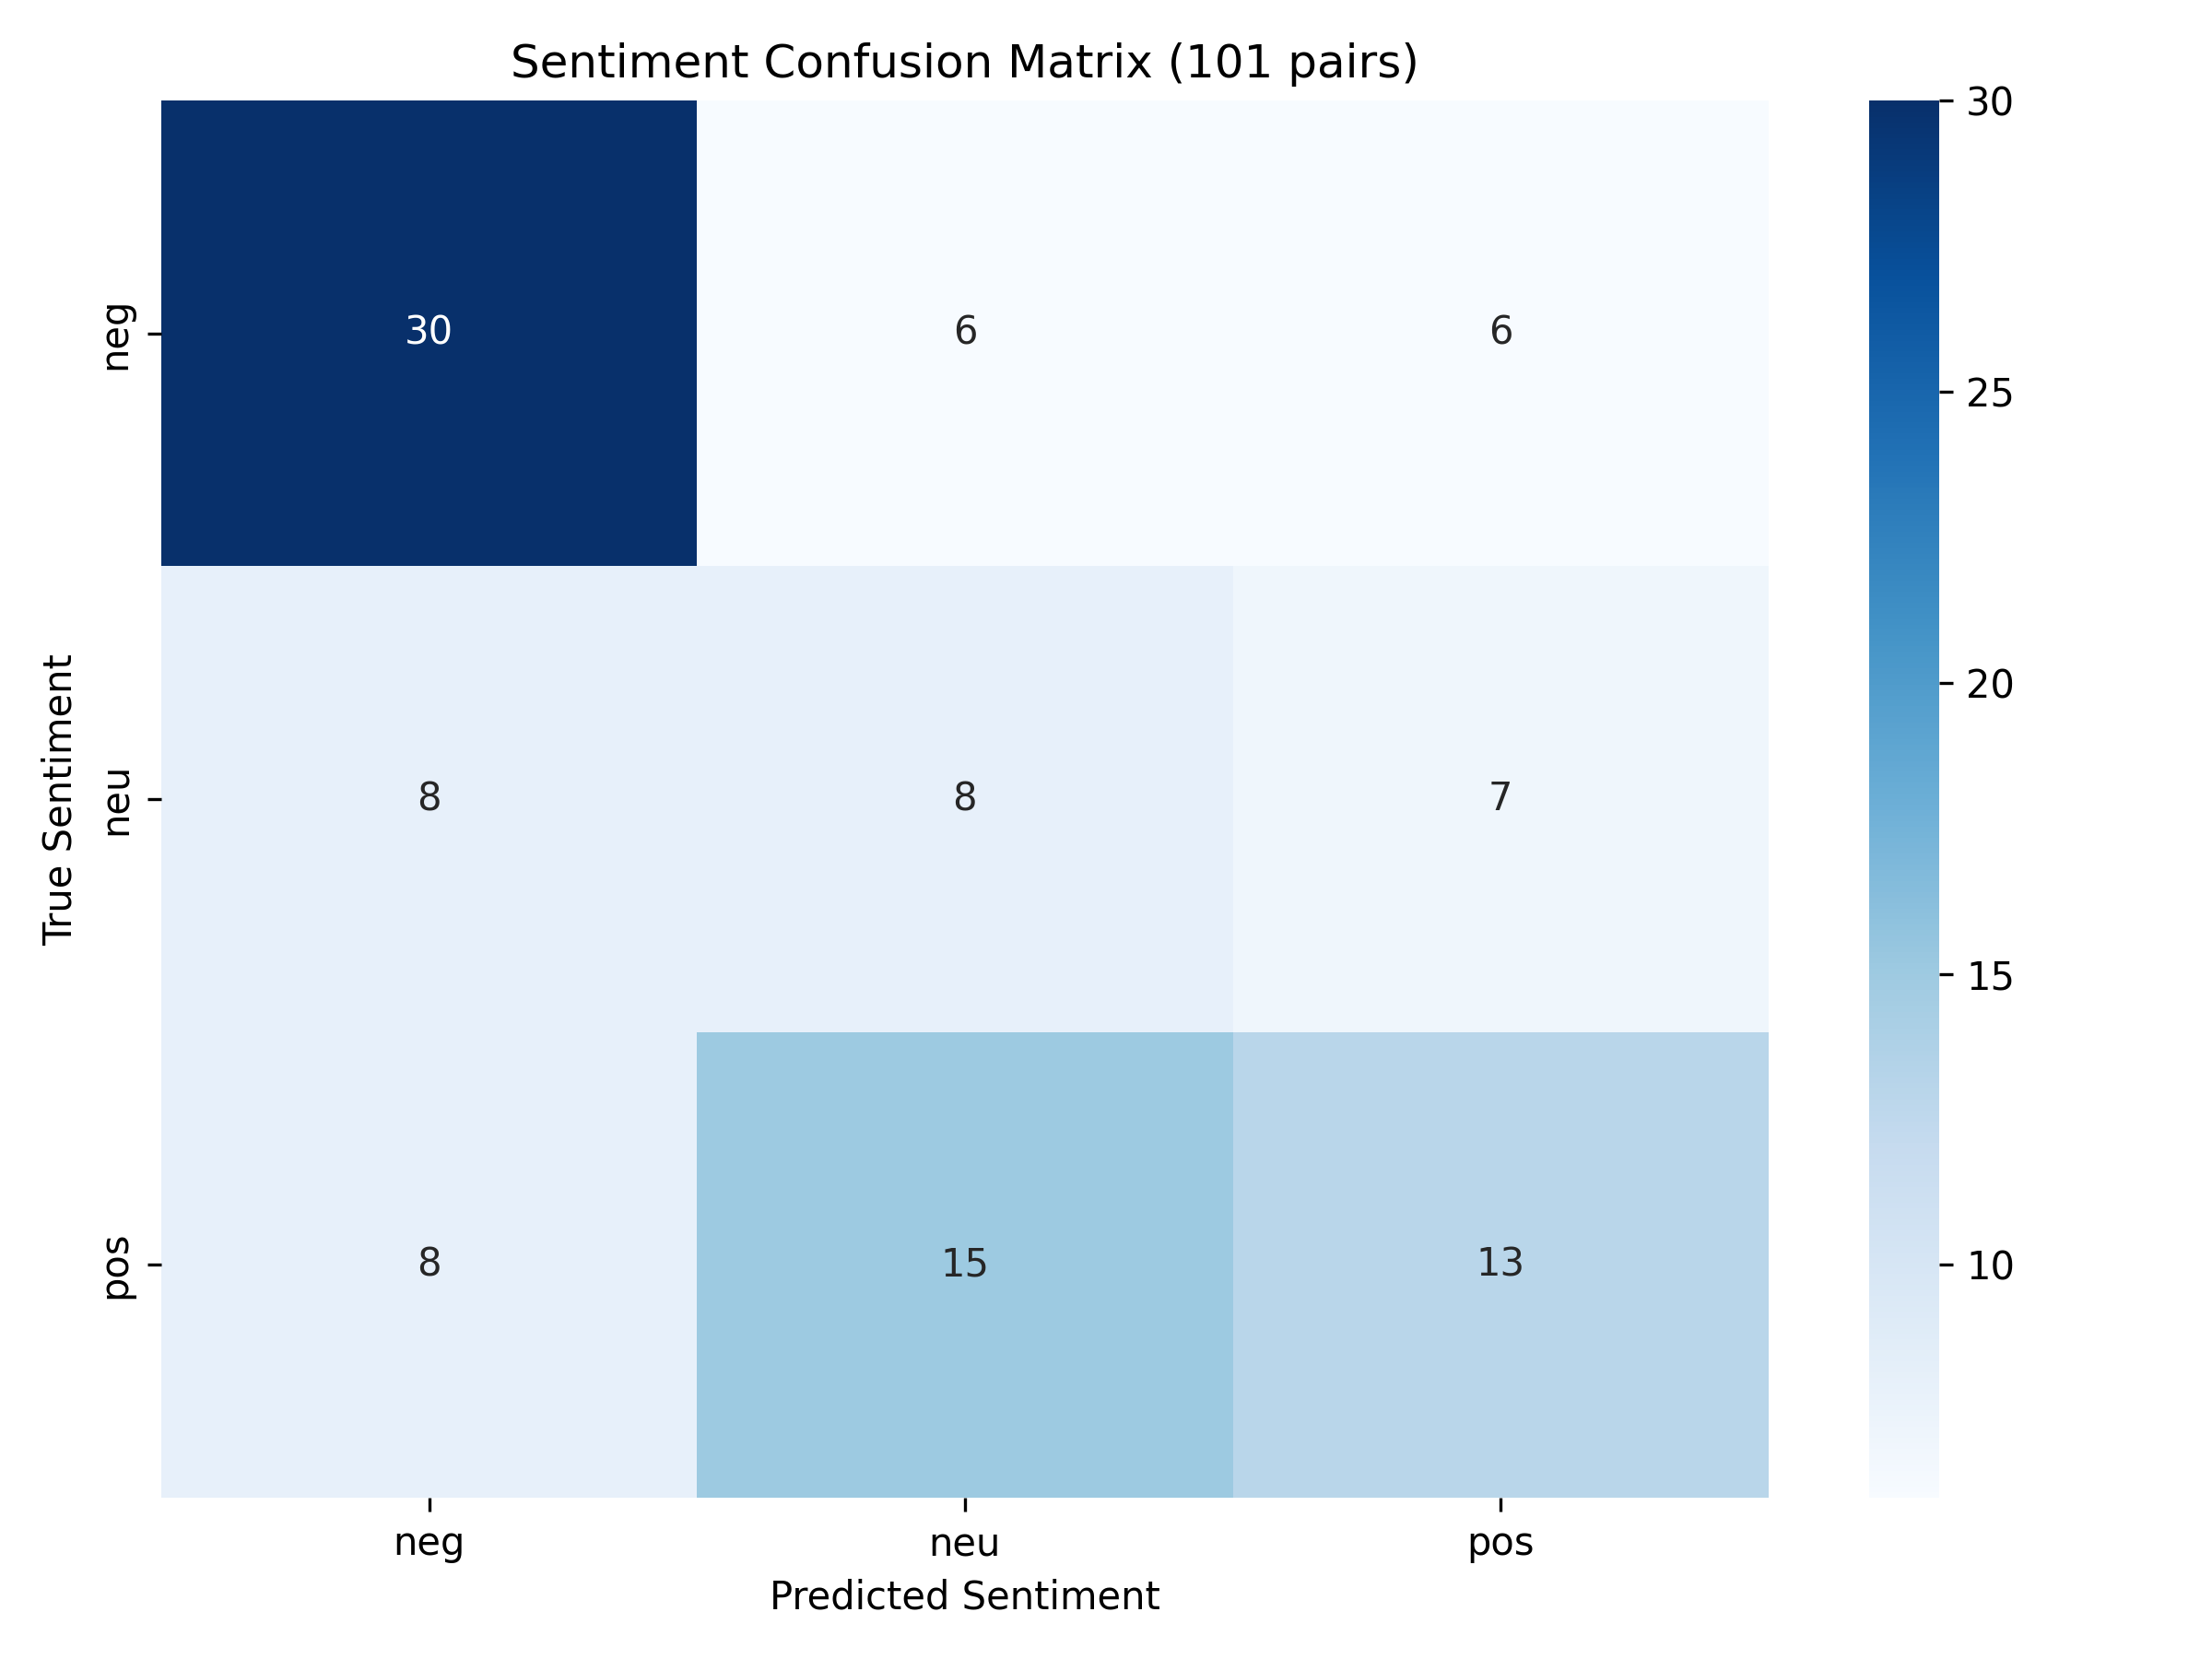 Sentiment Confusion Matrix (101 pairs)
True Sentiment
neg
30 6 6
neu
8 8 7
pos
8 15 13
neg neu pos
Predicted Sentiment
30
25
20
15
10